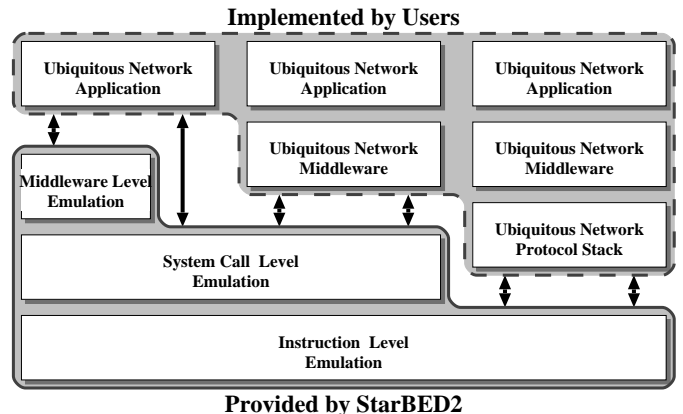 Implemented by Users
Ubiquitous Network
Application
Ubiquitous Network
Application
Ubiquitous Network
Application
Ubiquitous Network
Middleware
Ubiquitous Network
Middleware
Middleware Level
Emulation
Ubiquitous Network
Protocol Stack
System Call Level
Emulation
Instruction Level
Emulation
Provided by StarBED2